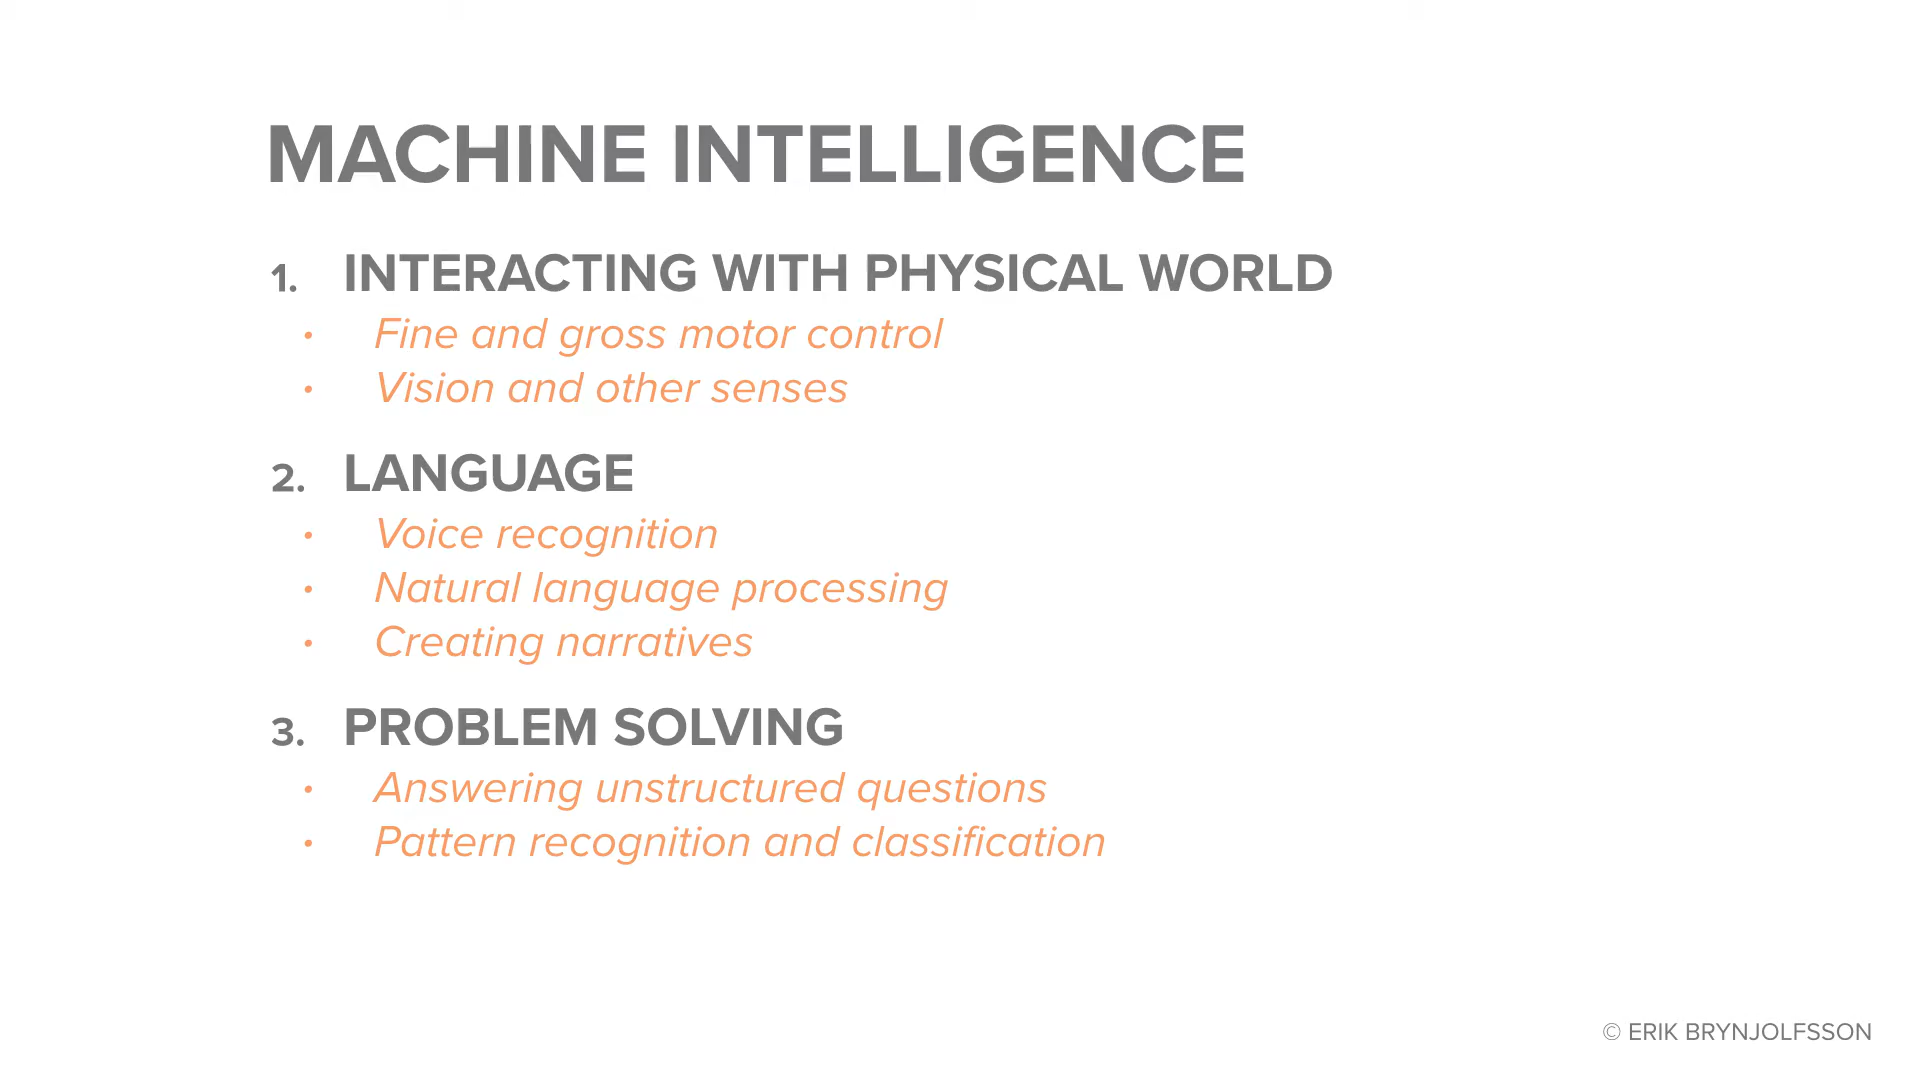 MACHINE INTELLIGENCE
1. INTERACTING WITH PHYSICAL WORLD
• Fine and gross motor control
• Vision and other senses
2. LANGUAGE
• Voice recognition
• Natural language processing
• Creating narratives
3. PROBLEM SOLVING
• Answering unstructured questions
• Pattern recognition and classification
© ERIK BRYNJOLFSSON